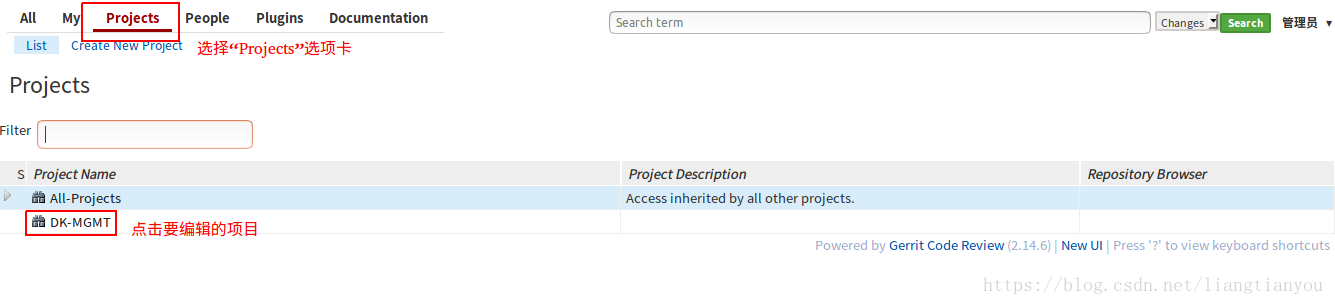 All My Projects People Plugins Documentation Search term Changes Search 管理员 ▼
List Create New Project 选择“Projects”选项卡
Projects
Filter
S Project Name Project Description Repository Browser
All-Projects Access inherited by all other projects.
DK-MGMT 点击要编辑的项目
Powered by Gerrit Code Review (2.14.6) | New UI | Press '?' to view keyboard shortcuts
https://blog.csdn.net/liangtianyou